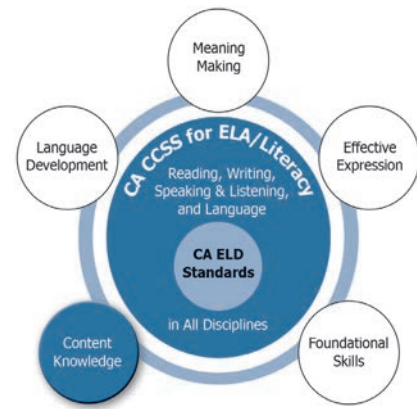 Meaning
Making
Language
Development
Effective
Expression
CA CCSS for ELA/Literacy
Reading, Writing,
Speaking & Listening,
and Language
CA ELD
Standards
in All Disciplines
Content
Knowledge
Foundational
Skills